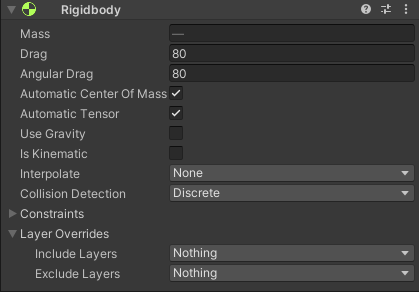 Rigidbody
Mass —
Drag 80
Angular Drag 80
Automatic Center Of Mass
Automatic Tensor
Use Gravity
Is Kinematic
Interpolate None
Collision Detection Discrete
Constraints
Layer Overrides
Include Layers Nothing
Exclude Layers Nothing